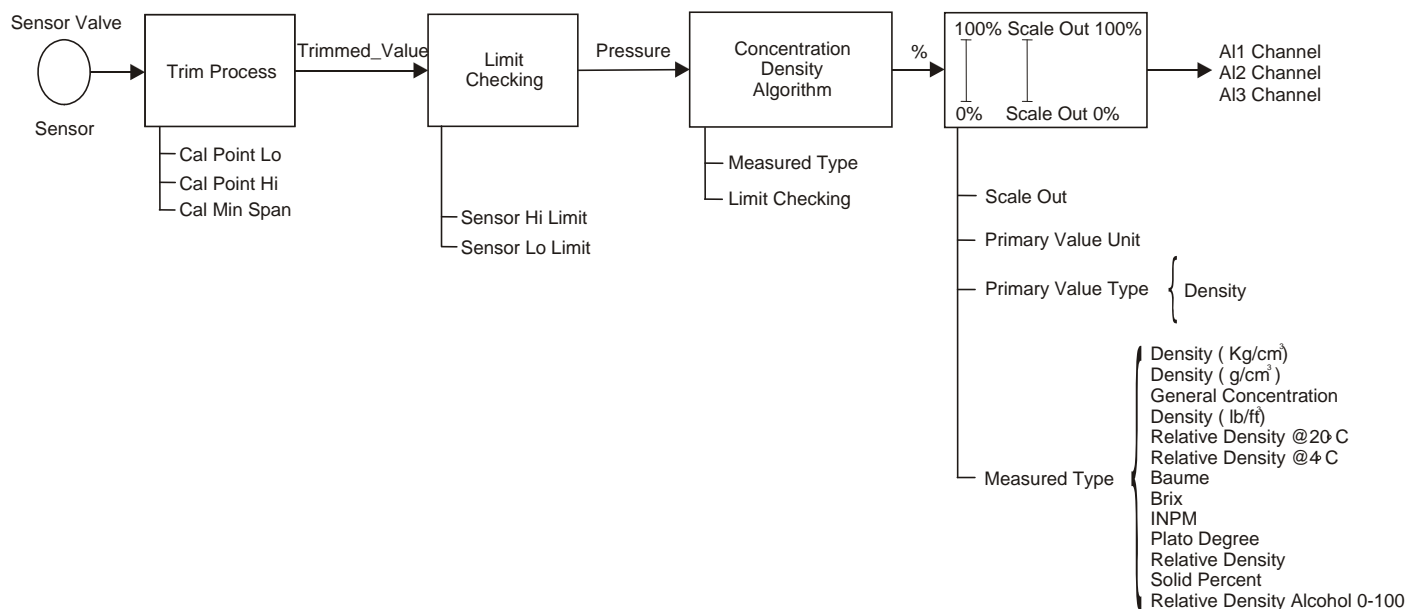 Sensor Valve
Sensor
Trim Process
Cal Point Lo
Cal Point Hi
Cal Min Span
Trimmed_Value
Limit
Checking
Sensor Hi Limit
Sensor Lo Limit
Pressure
Concentration
Density
Algorithm
Measured Type
Limit Checking
%
100% Scale Out 100%
0% Scale Out 0%
AI1 Channel
AI2 Channel
AI3 Channel
Scale Out
Primary Value Unit
Primary Value Type
Density
Measured Type
Density ( Kg/cm³)
Density ( g/cm³ )
General Concentration
Density ( lb/ft³)
Relative Density @20°C
Relative Density @4°C
Baume
Brix
INPM
Plato Degree
Relative Density
Solid Percent
Relative Density Alcohol 0-100